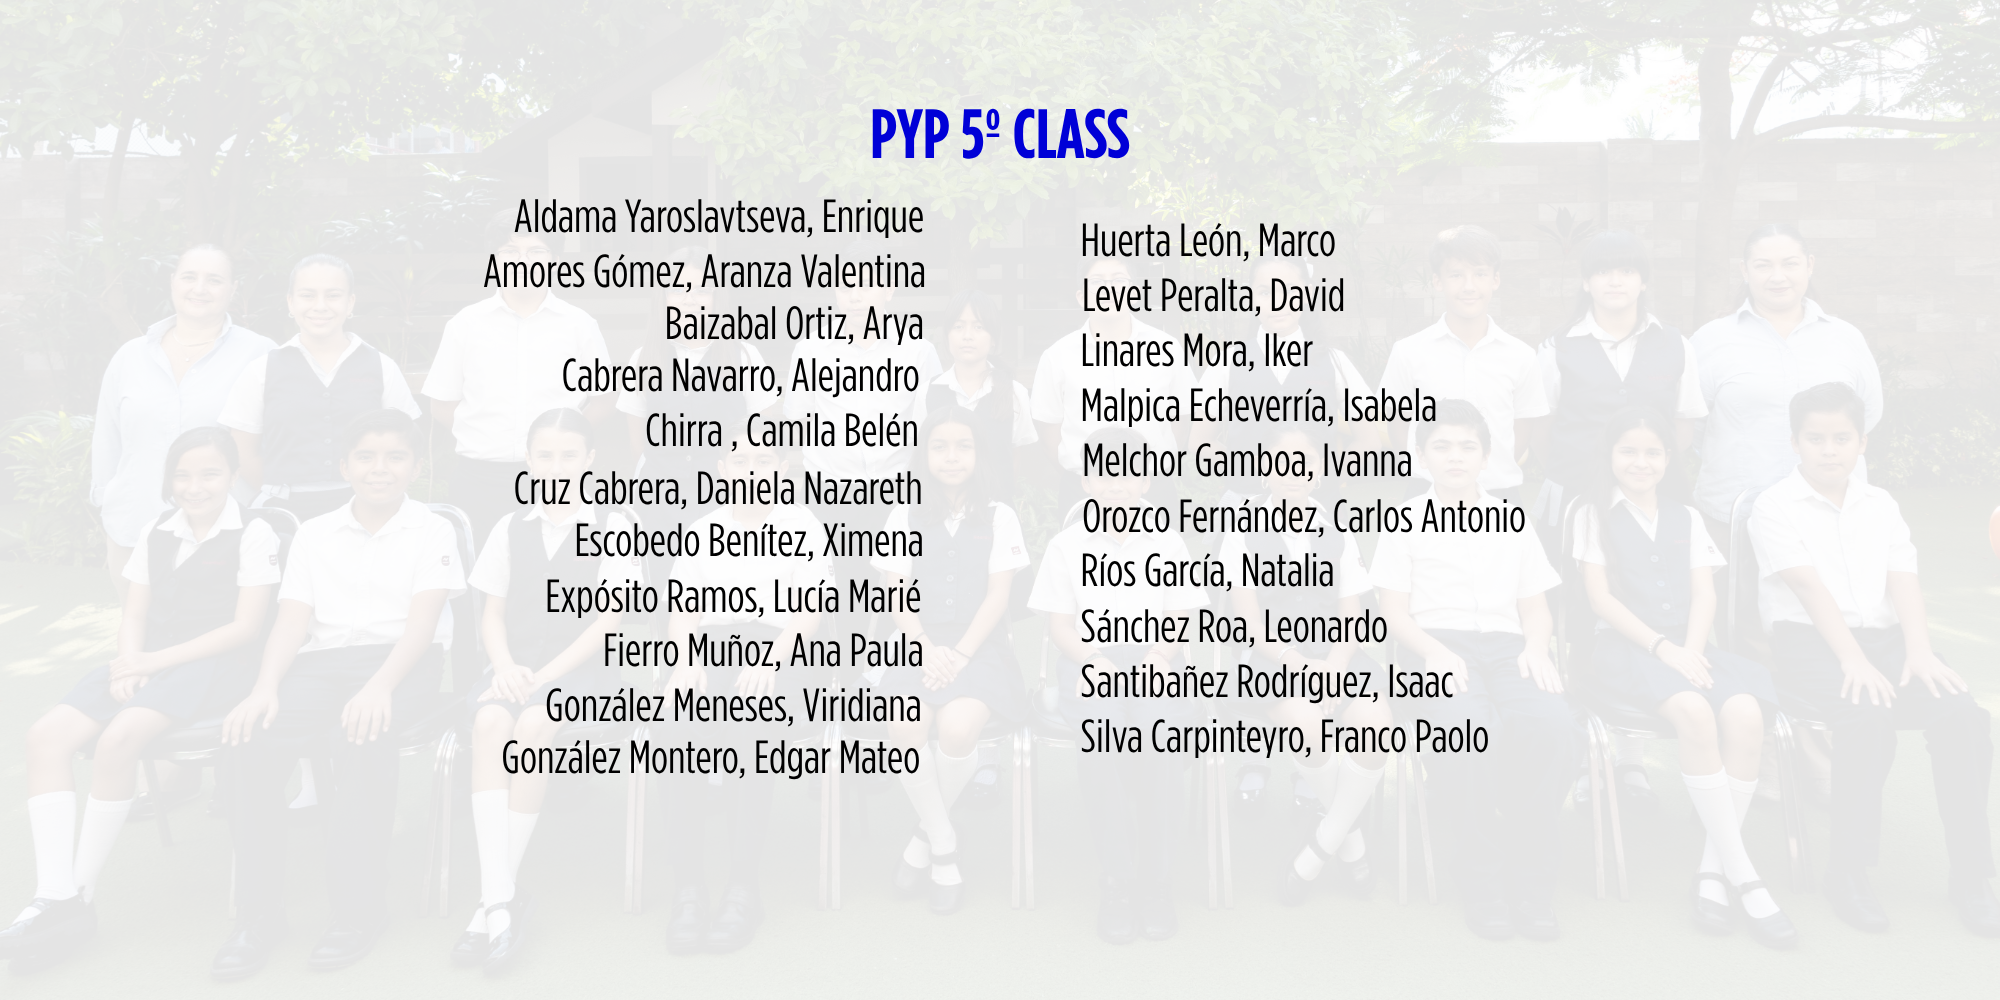 PYP 5º CLASS
Aldama Yaroslavtseva, Enrique
Amores Gómez, Aranza Valentina
Baizabal Ortiz, Arya
Cabrera Navarro, Alejandro
Chirra , Camila Belén
Cruz Cabrera, Daniela Nazareth
Escobedo Benítez, Ximena
Expósito Ramos, Lucía Marié
Fierro Muñoz, Ana Paula
González Meneses, Viridiana
González Montero, Edgar Mateo
Huerta León, Marco
Levet Peralta, David
Linares Mora, Iker
Malpica Echeverría, Isabela
Melchor Gamboa, Ivanna
Orozco Fernández, Carlos Antonio
Ríos García, Natalia
Sánchez Roa, Leonardo
Santibañez Rodríguez, Isaac
Silva Carpinteyro, Franco Paolo